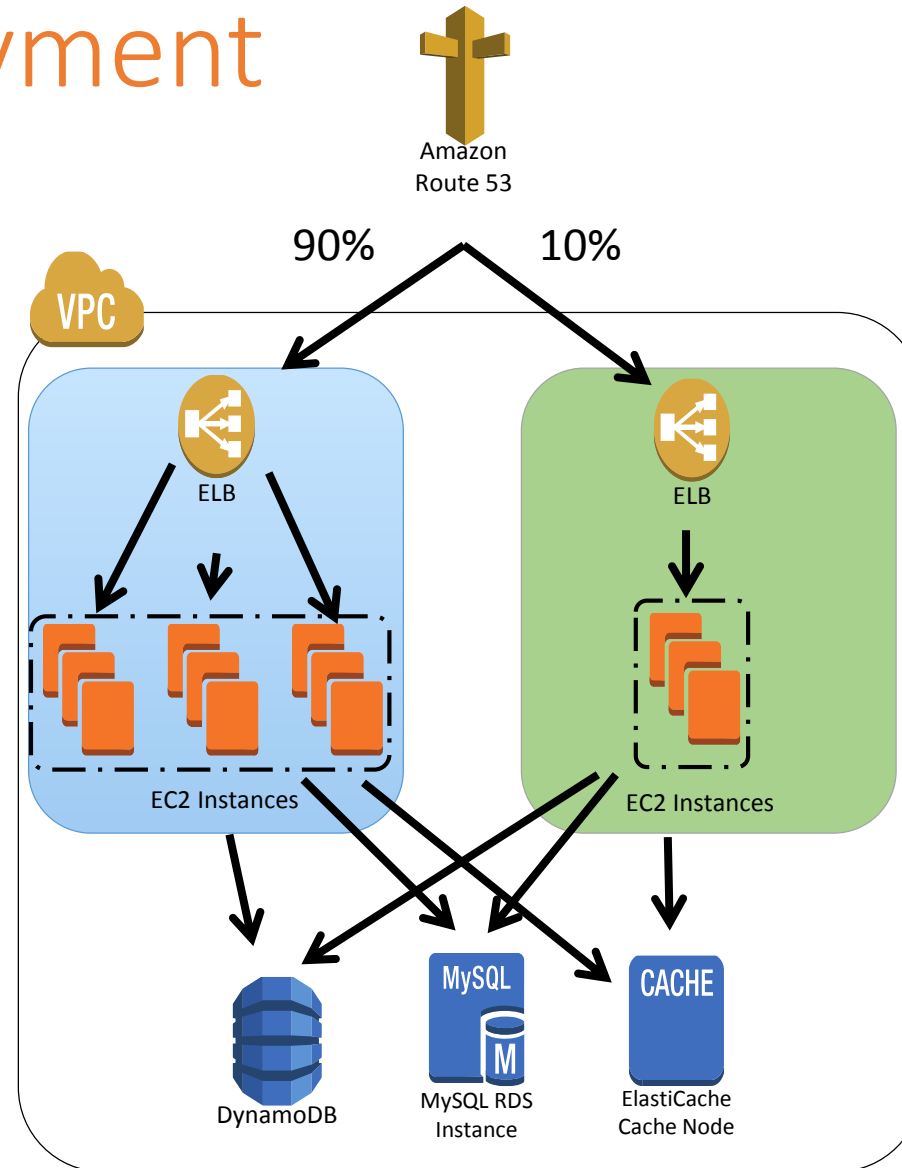 yment
Amazon
Route 53
90%
10%
VPC
ELB
ELB
EC2 Instances
EC2 Instances
MySQL
M
CACHE
DynamoDB
MySQL RDS
Instance
ElastiCache
Cache Node